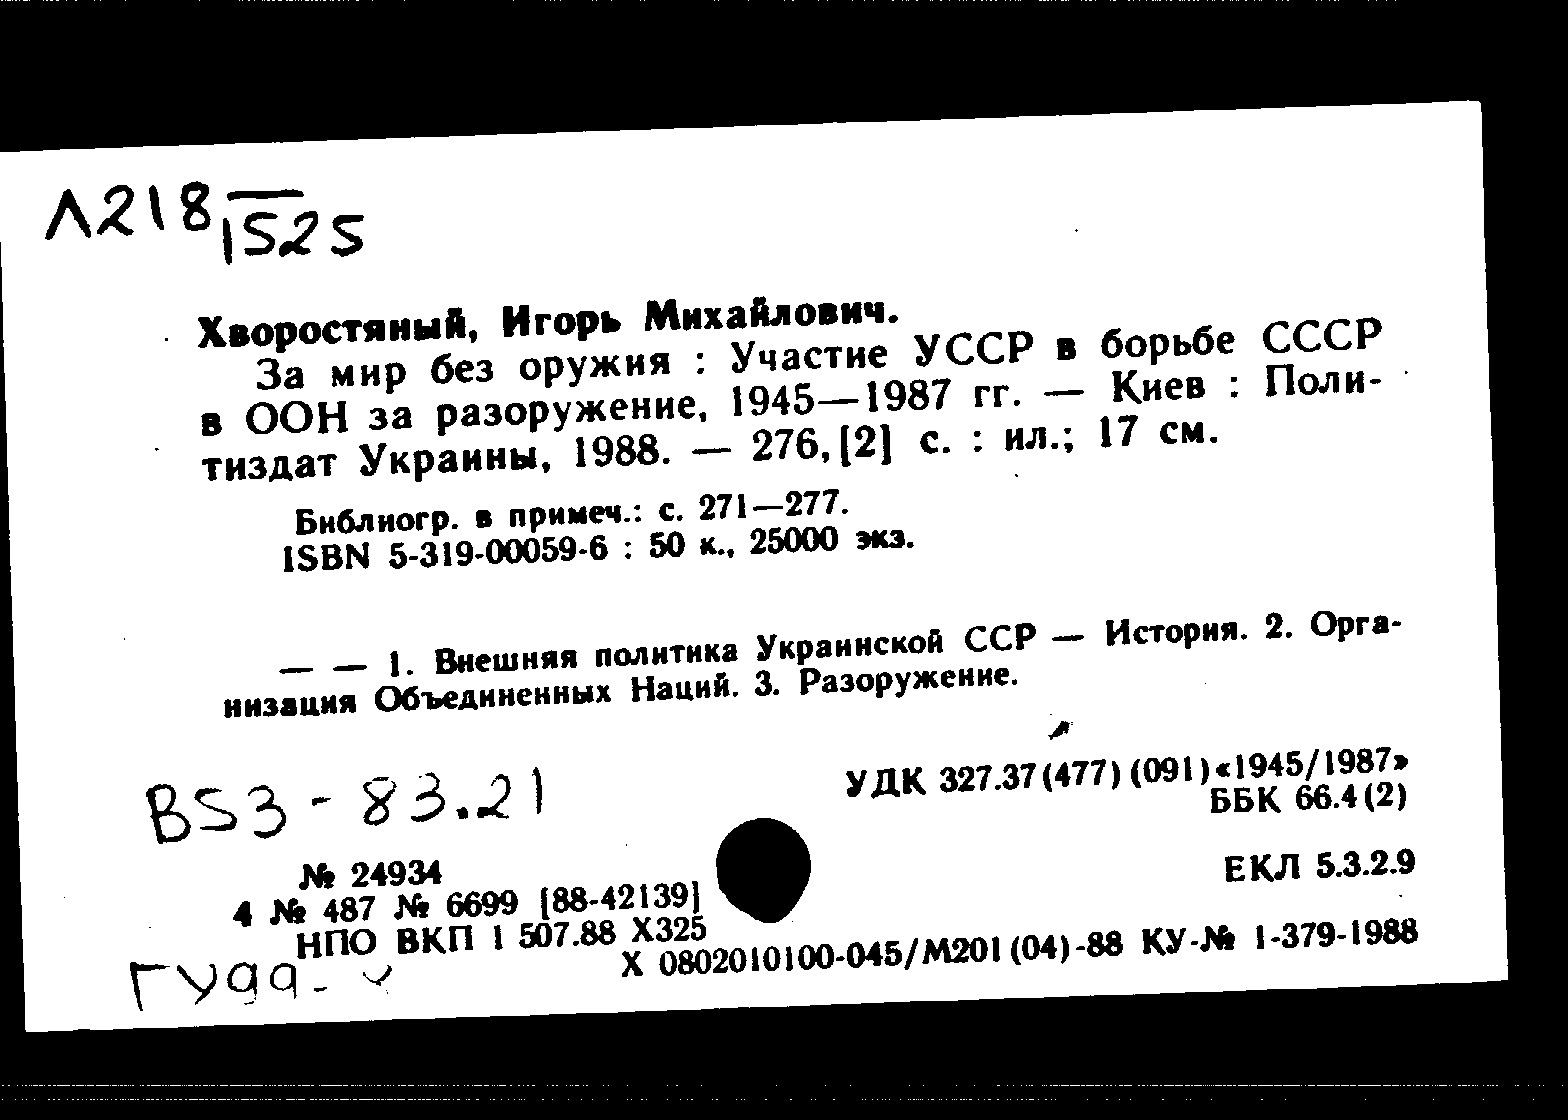 Л218
1525
Хворостяный, Игорь Михайлович.
За мир без оружия : Участие УССР в борьбе СССР
в ООН за разоружение, 1945—1987 гг. — Киев : Поли-
тиздат Украины, 1988. — 276, [2] с. : ил.; 17 см.
Библиогр. в примеч.: с. 271—277.
ISBN 5-319-00059-6 : 50 к., 25000 экз.
— — 1. Внешняя политика Украинской ССР — История. 2. Орга-
низация Объединенных Наций. 3. Разоружение.
УДК 327.37(477)(091)«1945/1987»
ББК 66.4(2)
В53-83.21
№ 24934
ЕКЛ 5.3.2.9
4 № 487 № 6699 [88-42139]
НПО ВКП 1 507.88 Х325
Х 0802010100-045/М201(04)-88 КУ-№ 1-379-1988